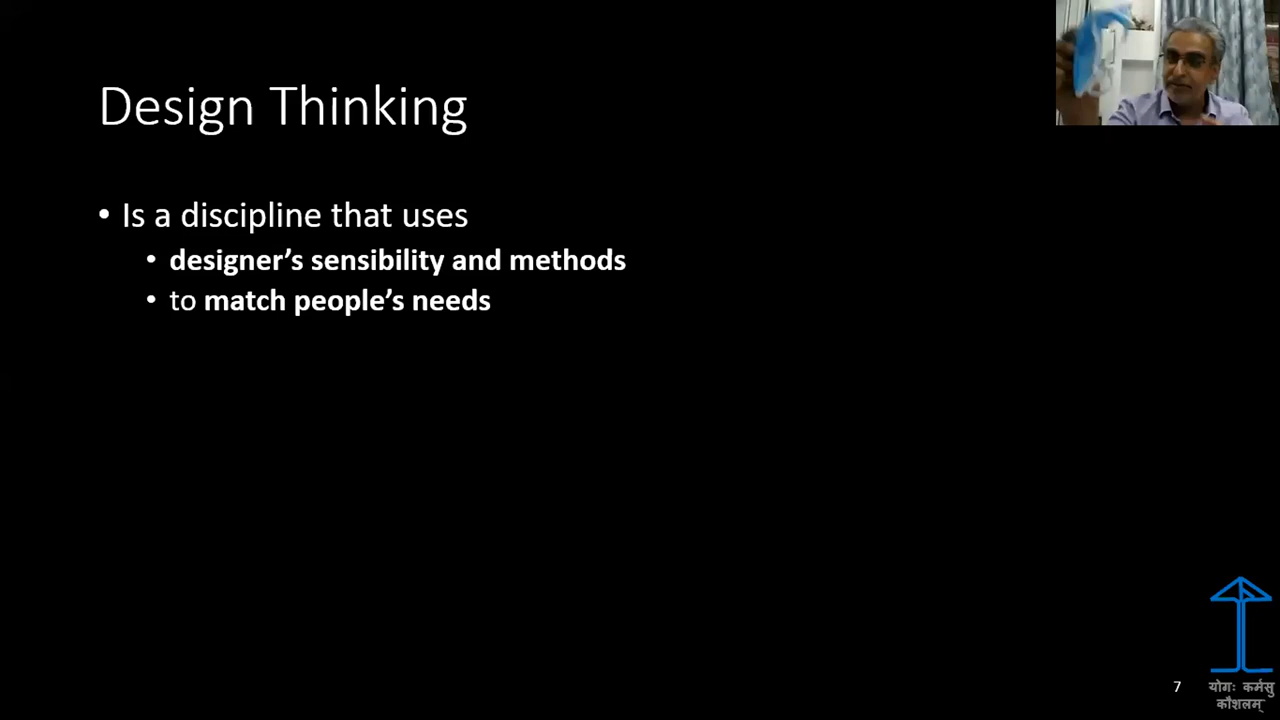 Design Thinking
• Is a discipline that uses
• designer’s sensibility and methods
• to match people’s needs
7
योगः कर्मसु
कौशलम्